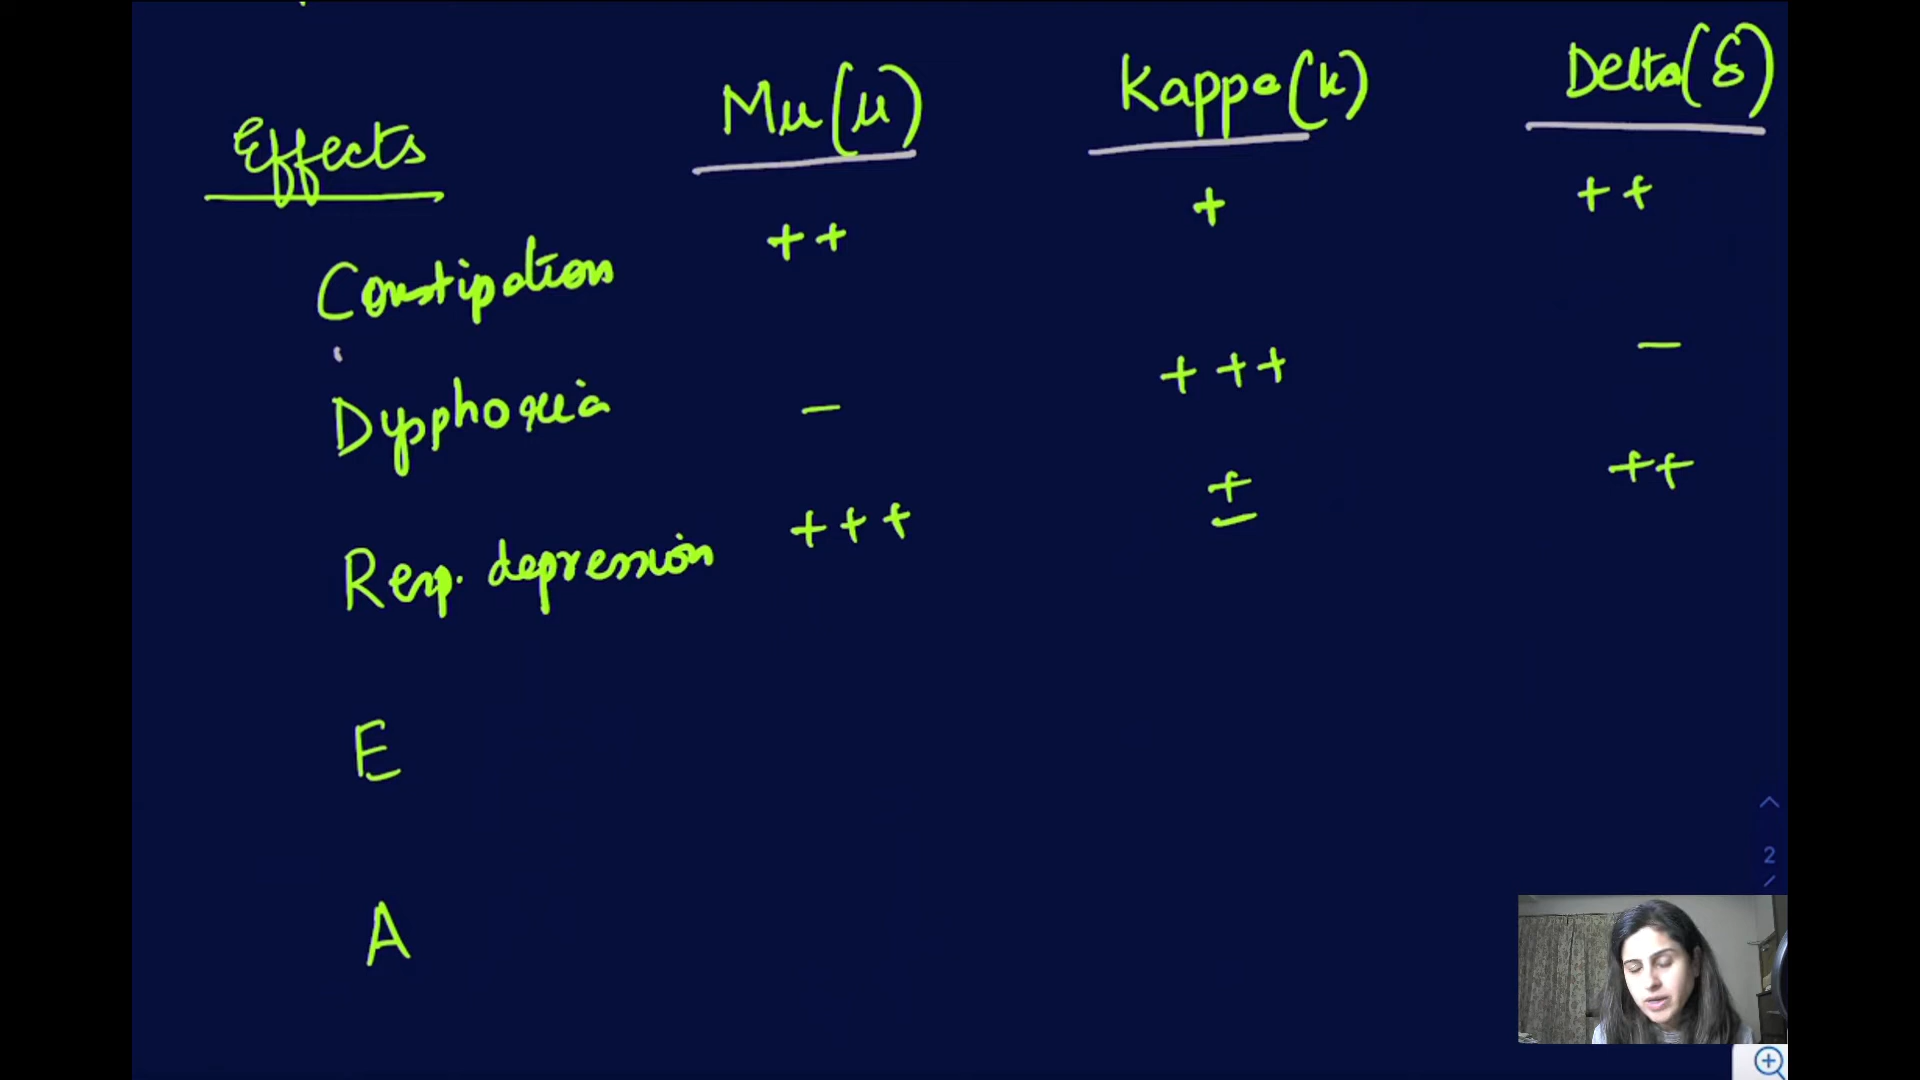 Effects Mu(μ) Kappa(k) Delta(δ)
Constipation ++ + ++
Dysphoria - +++ -
Resp. depression +++ ± ++
E
A
2